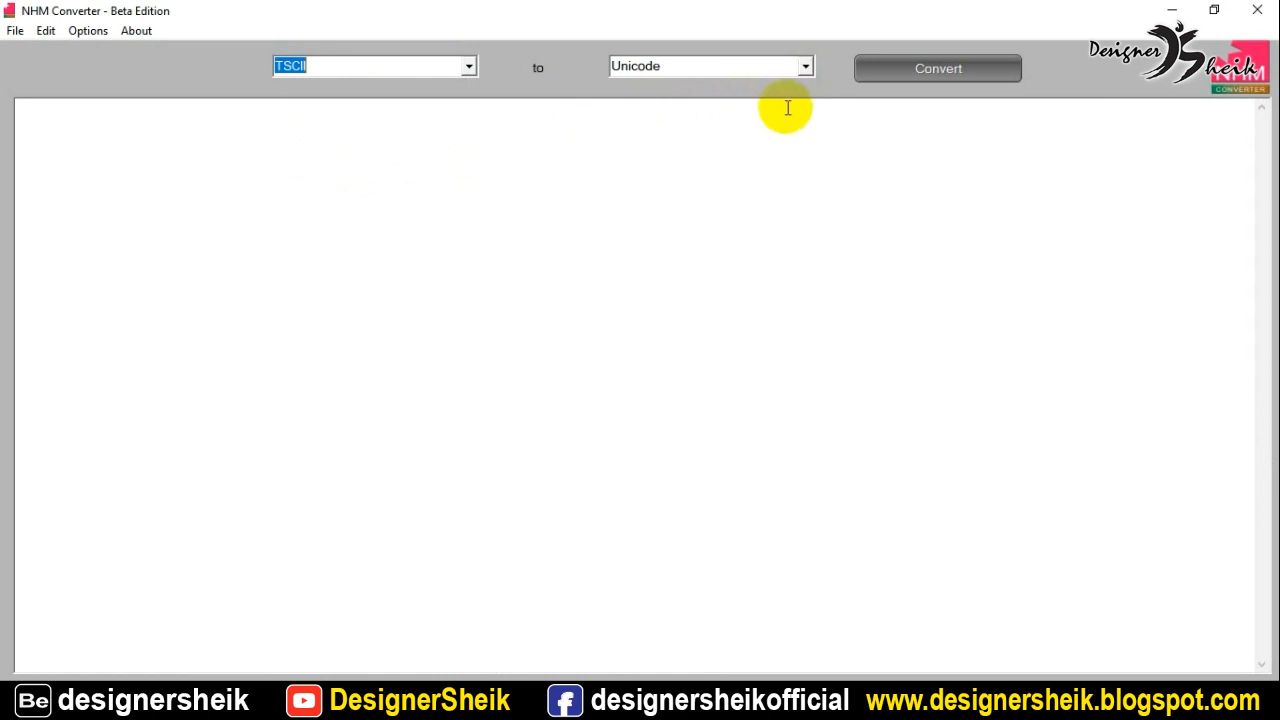 NHM Converter - Beta Edition
File Edit Options About
TSCII to Unicode Convert
Designer Sheik
NHM
CONVERTER
Be designersheik DesignerSheik f designersheikofficial www.designersheik.blogspot.com